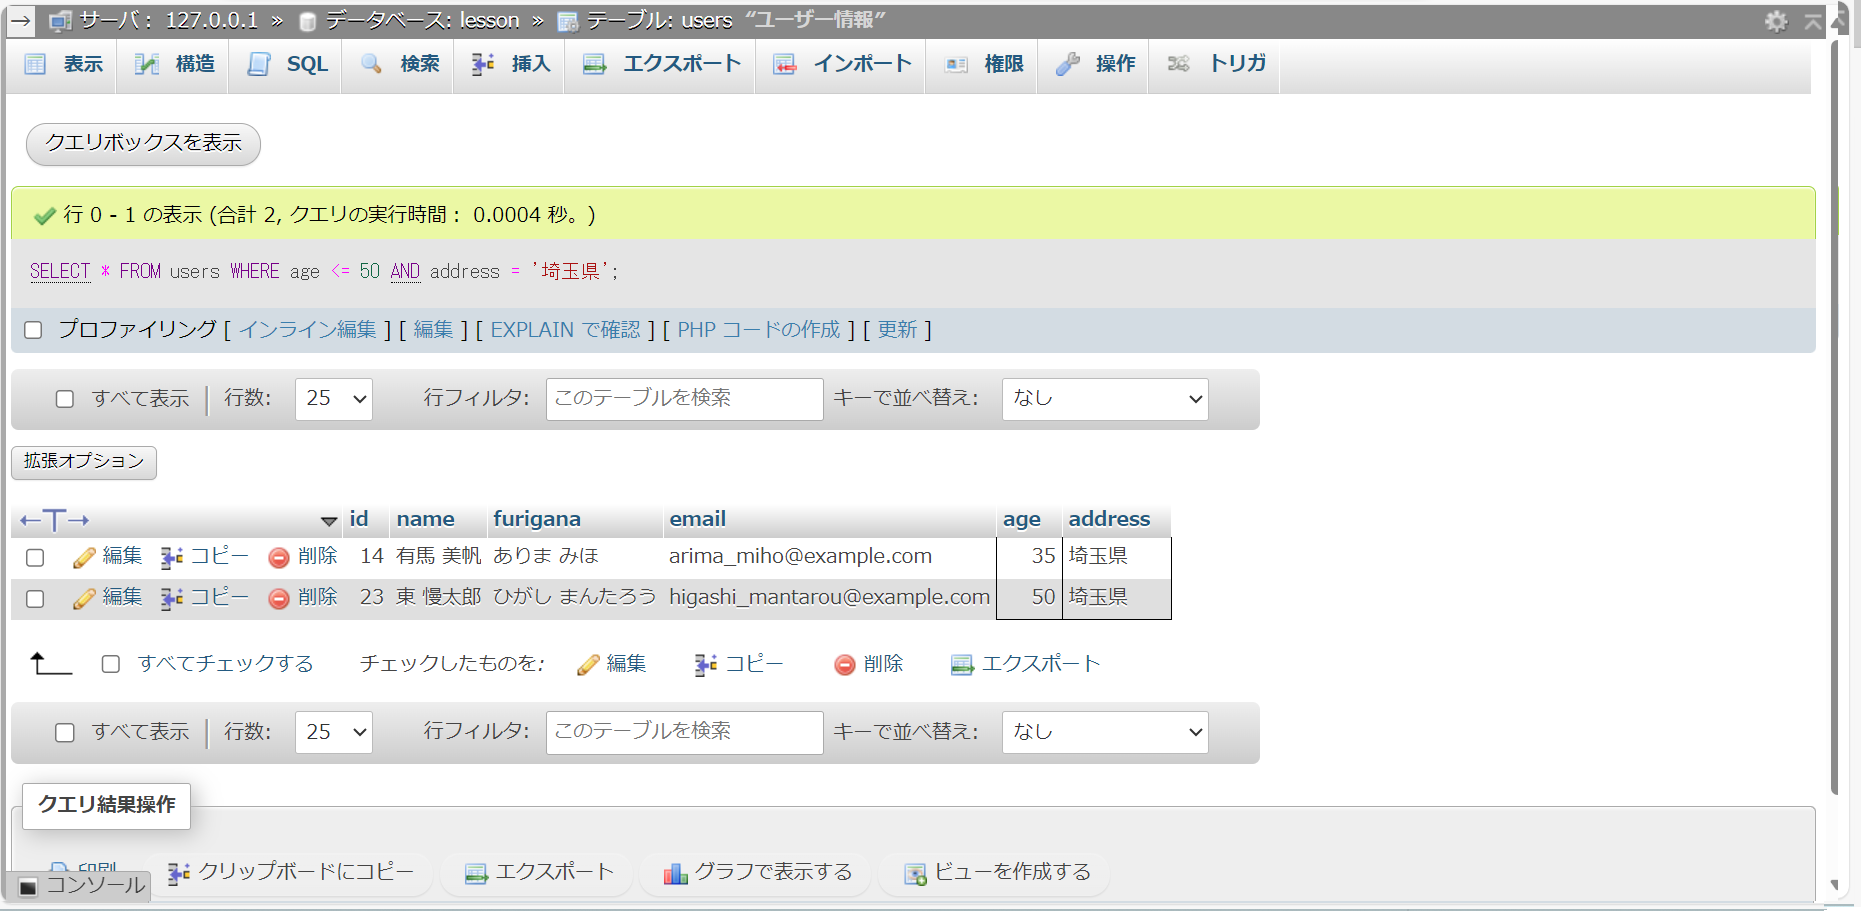 サーバ： 127.0.0.1 » データベース: lesson » テーブル: users “ユーザー情報”
表示 構造 SQL 検索 挿入 エクスポート インポート 権限 操作 トリガ
クエリボックスを表示
行 0 - 1 の表示 (合計 2, クエリの実行時間： 0.0004 秒。)
SELECT * FROM users WHERE age <= 50 AND address = '埼玉県';
プロファイリング [ インライン編集 ] [ 編集 ] [ EXPLAIN で確認 ] [ PHP コードの作成 ] [ 更新 ]
すべて表示 行数: 25 行フィルタ: このテーブルを検索 キーで並べ替え: なし
拡張オプション
←T→ id name furigana email age address
編集 コピー 削除 14 有馬 美帆 ありま みほ arima_miho@example.com 35 埼玉県
編集 コピー 削除 23 東 慢太郎 ひがし まんたろう higashi_mantarou@example.com 50 埼玉県
すべてチェックする チェックしたものを: 編集 コピー 削除 エクスポート
すべて表示 行数: 25 行フィルタ: このテーブルを検索 キーで並べ替え: なし
クエリ結果操作
印刷 クリップボードにコピー エクスポート グラフで表示する ビューを作成する
コンソール